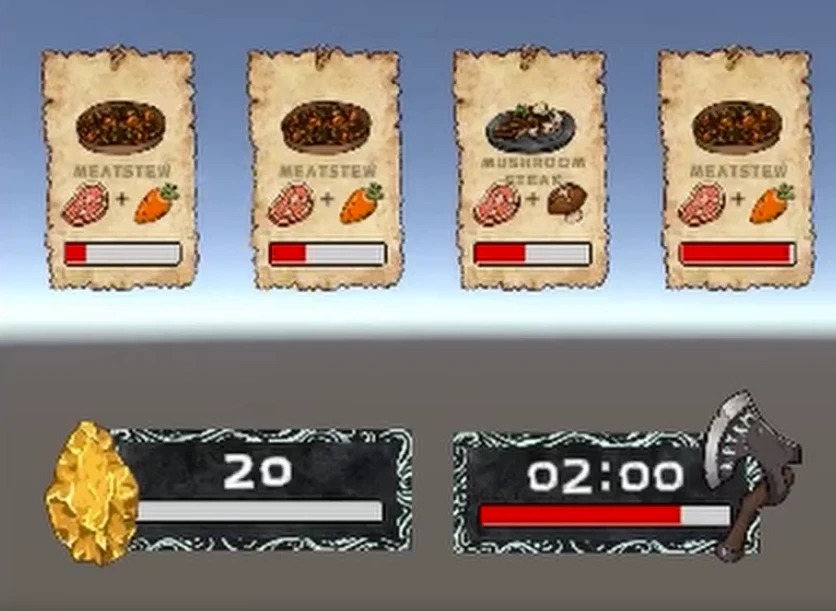 MEATSTEW
MEATSTEW
MUSHROOM
STEAK
MEATSTEW
+
+
+
+
20
02:00